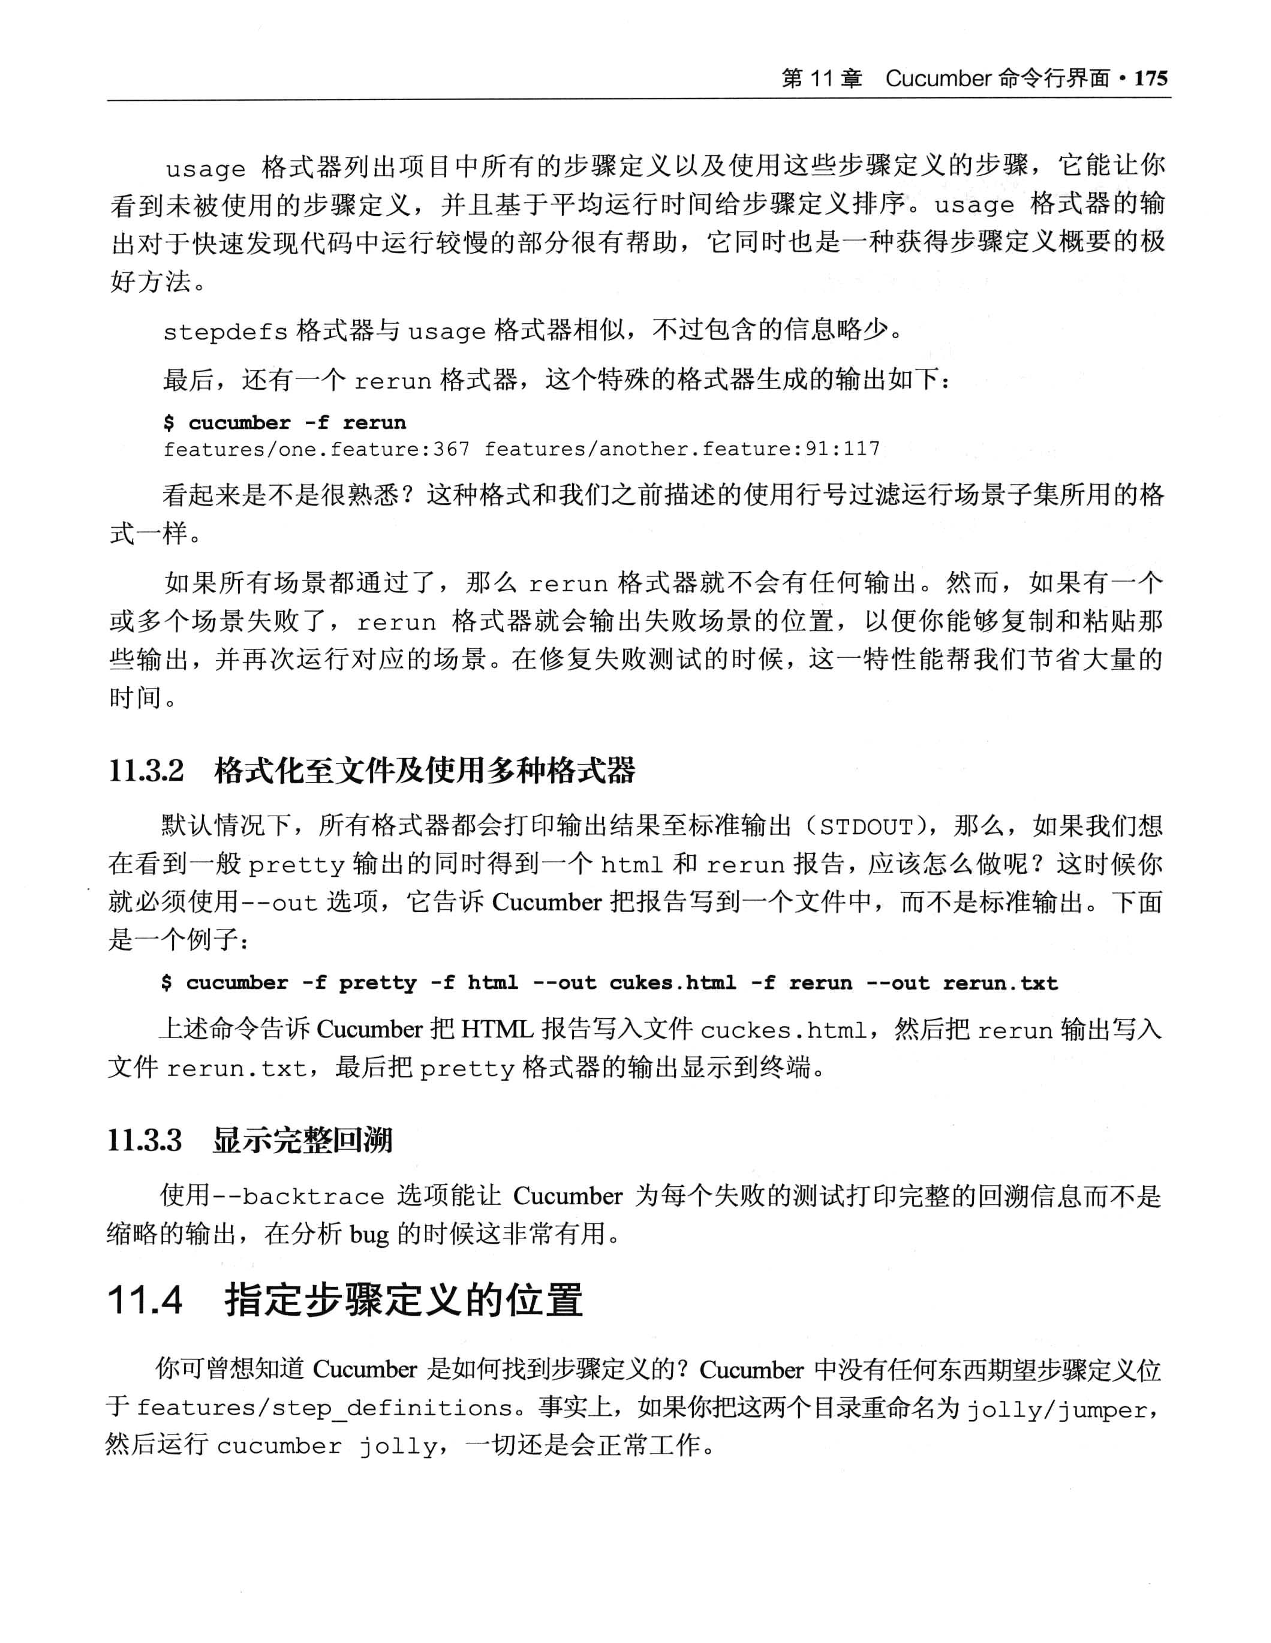 第 11 章 Cucumber 命令行界面 · 175
usage 格式器列出项目中所有的步骤定义以及使用这些步骤定义的步骤，它能让你
看到未被使用的步骤定义，并且基于平均运行时间给步骤定义排序。usage 格式器的输
出对于快速发现代码中运行较慢的部分很有帮助，它同时也是一种获得步骤定义概要的极
好方法。
stepdefs 格式器与 usage 格式器相似，不过包含的信息略少。
最后，还有一个 rerun 格式器，这个特殊的格式器生成的输出如下：
$ cucumber -f rerun
features/one.feature:367 features/another.feature:91:117
看起来是不是很熟悉？这种格式和我们之前描述的使用行号过滤运行场景子集所用的格
式一样。
如果所有场景都通过了，那么 rerun 格式器就不会有任何输出。然而，如果有一个
或多个场景失败了，rerun 格式器就会输出失败场景的位置，以便你能够复制和粘贴那
些输出，并再次运行对应的场景。在修复失败测试的时候，这一特性能帮我们节省大量的
时间。
11.3.2 格式化至文件及使用多种格式器
默认情况下，所有格式器都会打印输出结果至标准输出（STDOUT），那么，如果我们想
在看到一般 pretty 输出的同时得到一个 html 和 rerun 报告，应该怎么做呢？这时候你
就必须使用--out 选项，它告诉 Cucumber 把报告写到一个文件中，而不是标准输出。下面
是一个例子：
$ cucumber -f pretty -f html --out cukes.html -f rerun --out rerun.txt
上述命令告诉 Cucumber 把 HTML 报告写入文件 cuckes.html，然后把 rerun 输出写入
文件 rerun.txt，最后把 pretty 格式器的输出显示到终端。
11.3.3 显示完整回溯
使用--backtrace 选项能让 Cucumber 为每个失败的测试打印完整的回溯信息而不是
缩略的输出，在分析 bug 的时候这非常有用。
11.4 指定步骤定义的位置
你可曾想知道 Cucumber 是如何找到步骤定义的？Cucumber 中没有任何东西期望步骤定义位
于 features/step_definitions。事实上，如果你把这两个目录重命名为 jolly/jumper，
然后运行 cucumber jolly，一切还是会正常工作。